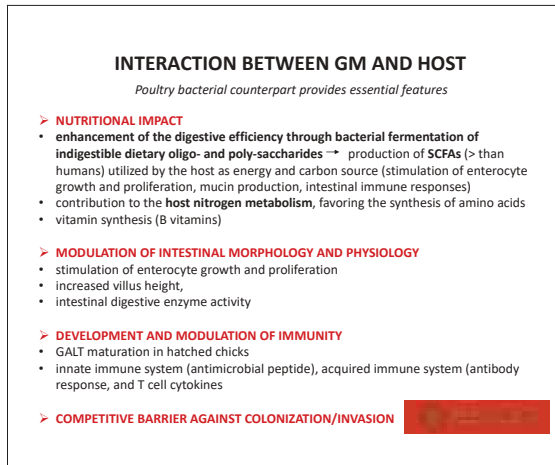 INTERACTION BETWEEN GM AND HOST
Poultry bacterial counterpart provides essential features
➢ NUTRITIONAL IMPACT
• enhancement of the digestive efficiency through bacterial fermentation of
indigestible dietary oligo- and poly-saccharides → production of SCFAs (> than
humans) utilized by the host as energy and carbon source (stimulation of enterocyte
growth and proliferation, mucin production, intestinal immune responses)
• contribution to the host nitrogen metabolism, favoring the synthesis of amino acids
• vitamin synthesis (B vitamins)
➢ MODULATION OF INTESTINAL MORPHOLOGY AND PHYSIOLOGY
• stimulation of enterocyte growth and proliferation
• increased villus height,
• intestinal digestive enzyme activity
➢ DEVELOPMENT AND MODULATION OF IMMUNITY
• GALT maturation in hatched chicks
• innate immune system (antimicrobial peptide), acquired immune system (antibody
response, and T cell cytokines
➢ COMPETITIVE BARRIER AGAINST COLONIZATION/INVASION